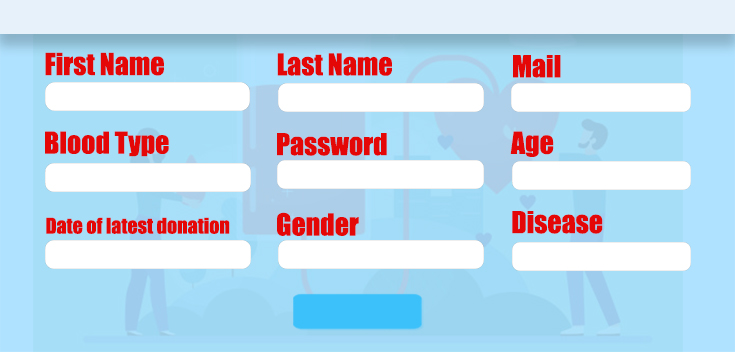 First Name
Last Name
Mail
Blood Type
Password
Age
Date of latest donation
Gender
Disease